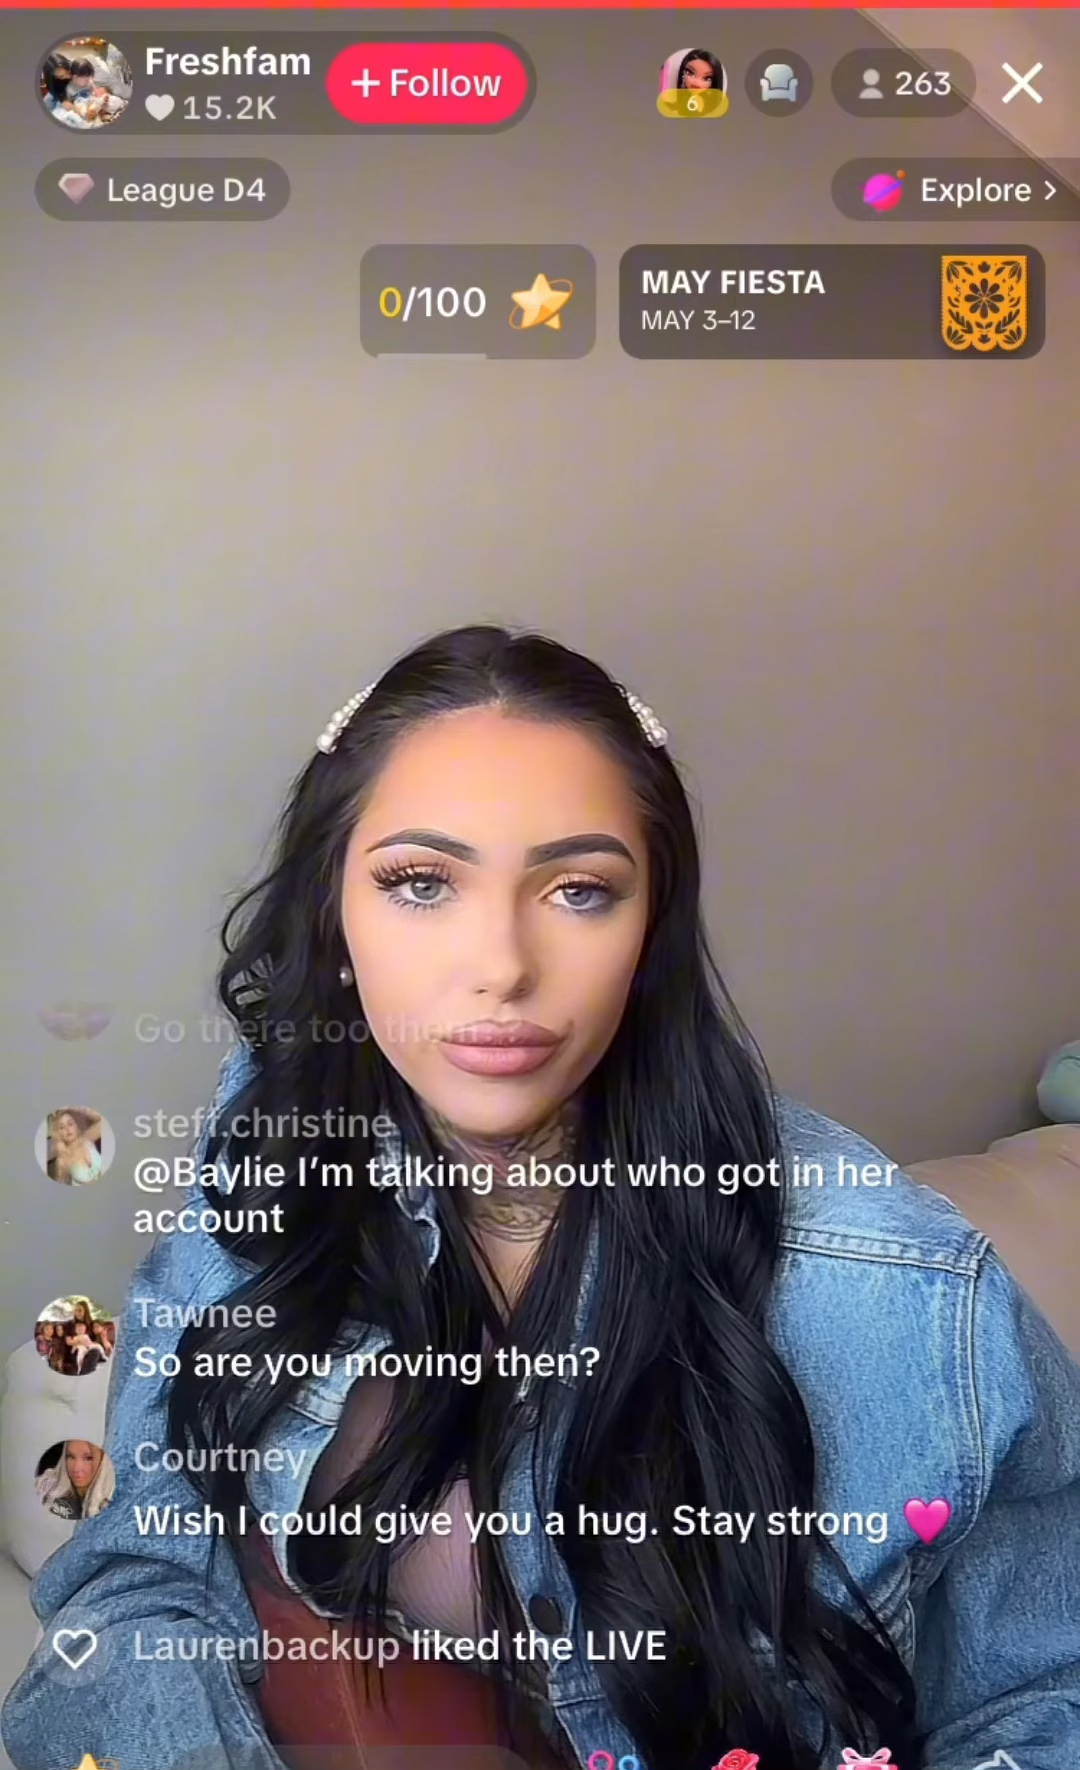 Freshfam
15.2K
+ Follow
6
263
League D4
Explore >
0/100
MAY FIESTA
MAY 3–12
Go there too then...
steff.christine
@Baylie I'm talking about who got in her
account
Tawnee
So are you moving then?
Courtney
Wish I could give you a hug. Stay strong 💗
Laurenbackup liked the LIVE